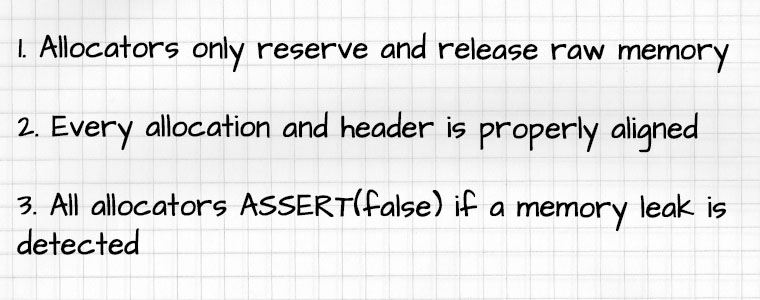 1. Allocators only reserve and release raw memory
2. Every allocation and header is properly aligned
3. All allocators ASSERT(false) if a memory leak is
detected